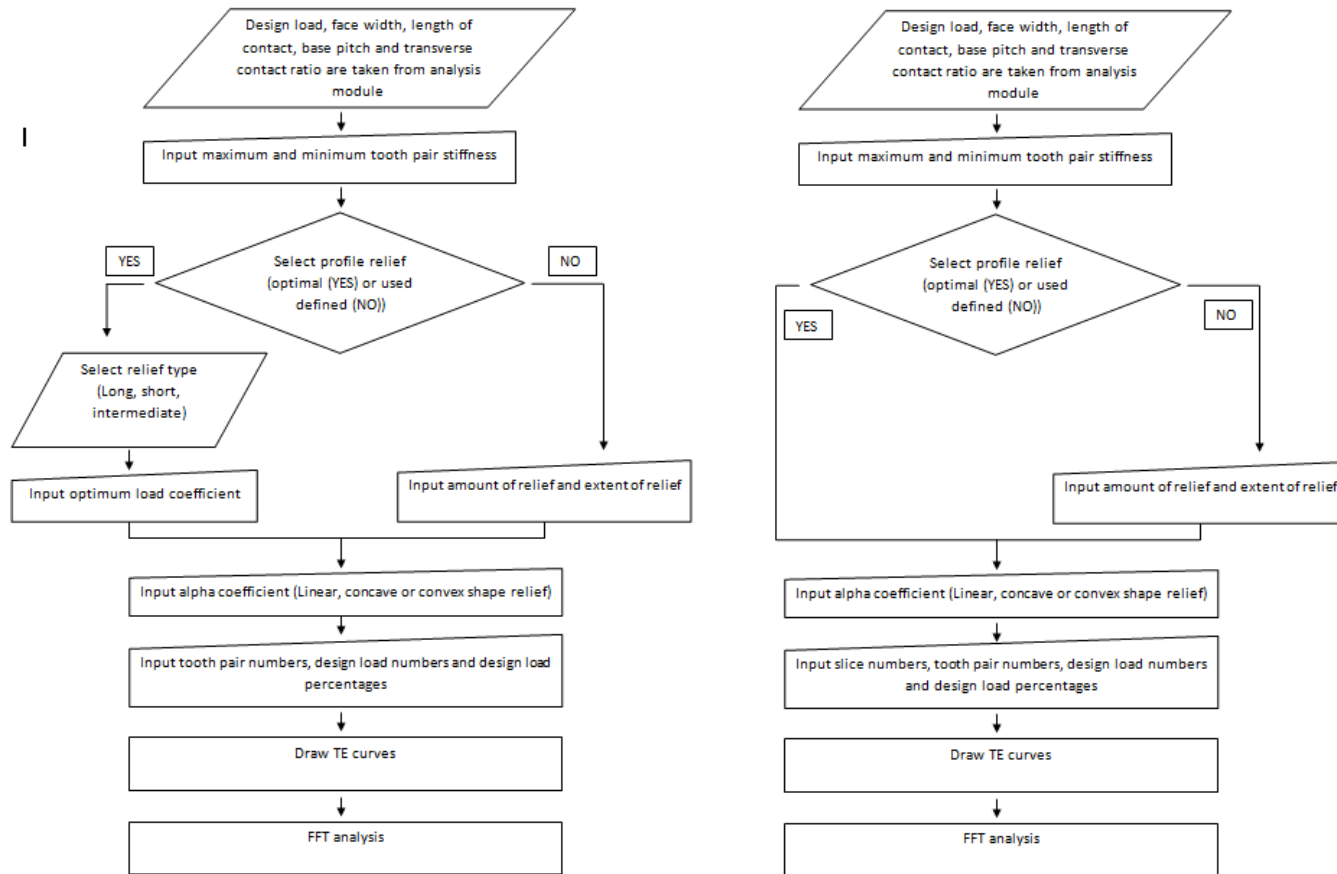 Design load, face width, length of
contact, base pitch and transverse
contact ratio are taken from analysis
module
Input maximum and minimum tooth pair stiffness
YES
Select profile relief
(optimal (YES) or used
defined (NO))
NO
Select relief type
(Long, short,
intermediate)
Input optimum load coefficient
Input amount of relief and extent of relief
Input alpha coefficient (Linear, concave or convex shape relief)
Input tooth pair numbers, design load numbers and design load
percentages
Draw TE curves
FFT analysis
Design load, face width, length of
contact, base pitch and transverse
contact ratio are taken from analysis
module
Input maximum and minimum tooth pair stiffness
Select profile relief
(optimal (YES) or used
defined (NO))
YES
NO
Input amount of relief and extent of relief
Input alpha coefficient (Linear, concave or convex shape relief)
Input slice numbers, tooth pair numbers, design load numbers
and design load percentages
Draw TE curves
FFT analysis